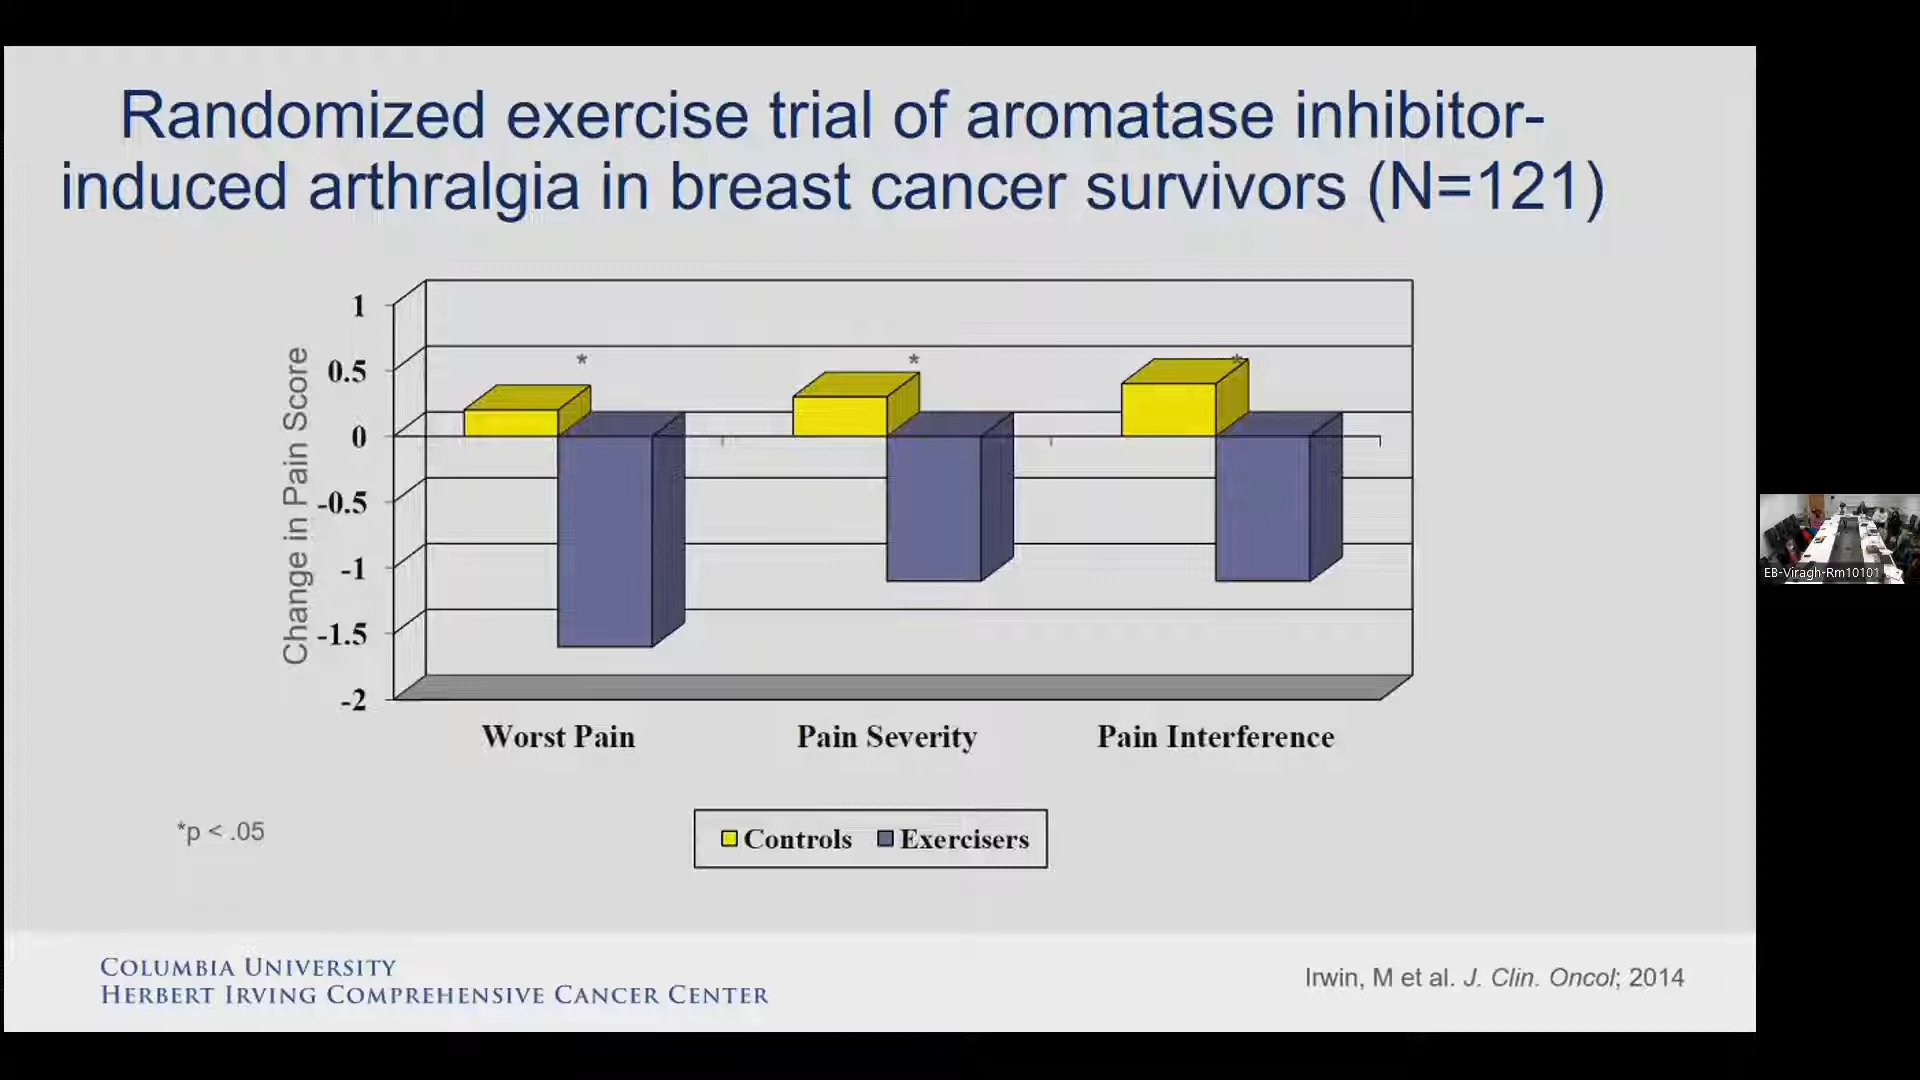 Randomized exercise trial of aromatase inhibitor-
induced arthralgia in breast cancer survivors (N=121)
Change in Pain Score
1
0.5
0
-0.5
-1
-1.5
-2
*
*
*
Worst Pain
Pain Severity
Pain Interference
*p < .05
Controls
Exercisers
COLUMBIA UNIVERSITY
HERBERT IRVING COMPREHENSIVE CANCER CENTER
Irwin, M et al. J. Clin. Oncol; 2014
EB-Viragh-Rm10101